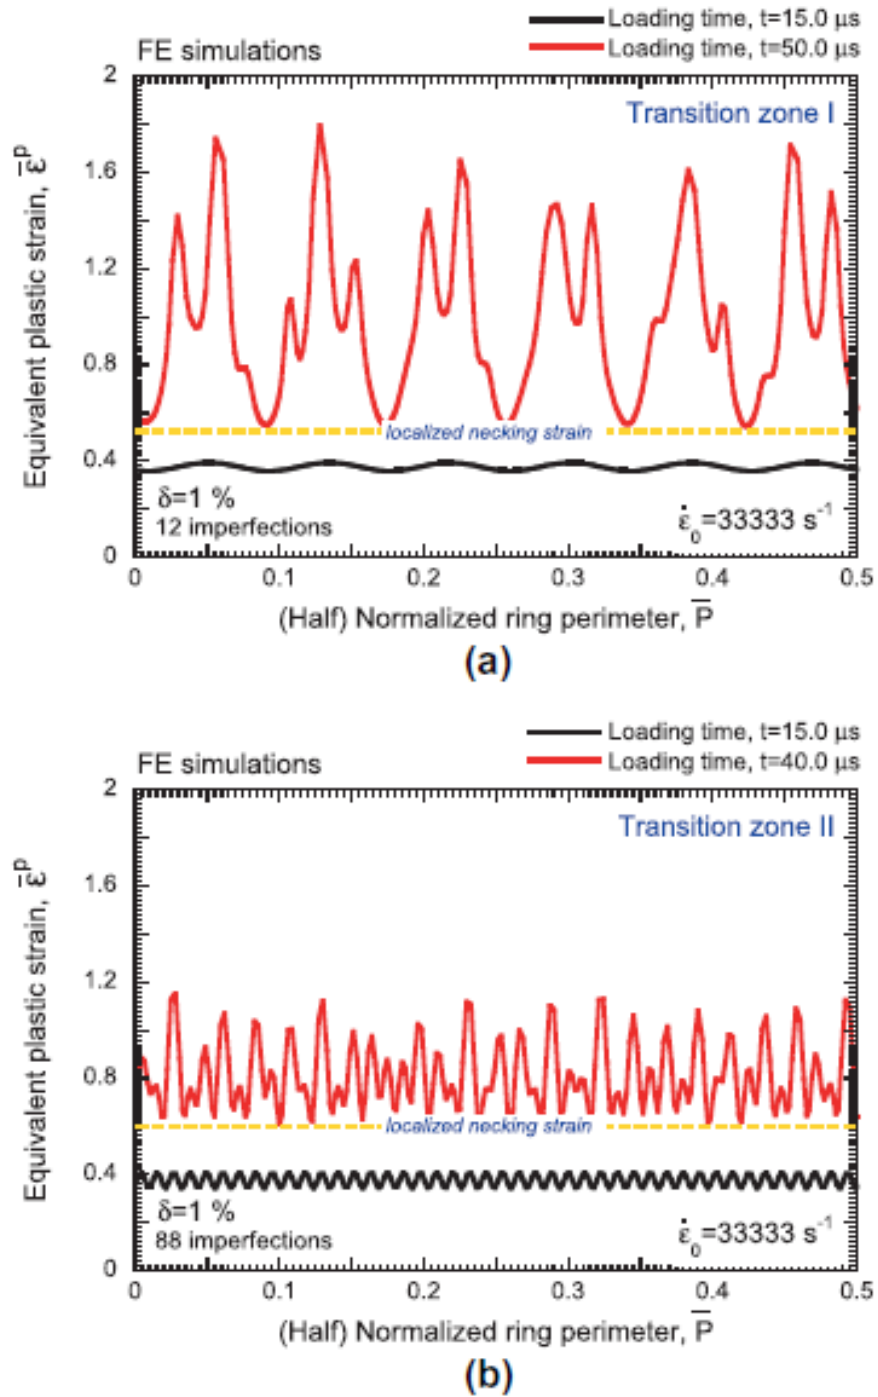 Loading time, t=15.0 μs
FE simulations
Loading time, t=50.0 μs
2
Transition zone I
1.6
1.2
0.8
0.4
0
Equivalent plastic strain, ε̄ᵖ
localized necking strain
δ=1 %
12 imperfections
ε̇₀=33333 s⁻¹
0
0.1
0.2
0.3
0.4
0.5
(Half) Normalized ring perimeter, P̄
(a)
Loading time, t=15.0 μs
FE simulations
Loading time, t=40.0 μs
2
Transition zone II
1.6
1.2
0.8
0.4
0
Equivalent plastic strain, ε̄ᵖ
localized necking strain
δ=1 %
88 imperfections
ε̇₀=33333 s⁻¹
0
0.1
0.2
0.3
0.4
0.5
(Half) Normalized ring perimeter, P̄
(b)